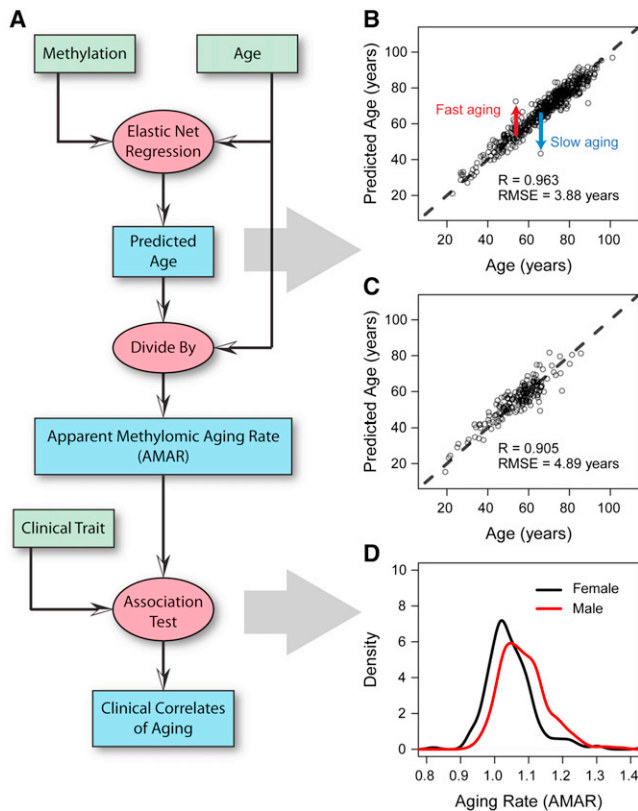 A
Methylation
Age
Elastic Net
Regression
Predicted
Age
Divide By
Apparent Methylomic Aging Rate
(AMAR)
Clinical Trait
Association
Test
Clinical Correlates
of Aging
B
Predicted Age (years)
100
80
60
40
20
Fast aging
Slow aging
R = 0.963
RMSE = 3.88 years
20 40 60 80 100
Age (years)
C
Predicted Age (years)
100
80
60
40
20
R = 0.905
RMSE = 4.89 years
20 40 60 80 100
Age (years)
D
Density
10
8
6
4
2
0
Female
Male
0.8 0.9 1.0 1.1 1.2 1.3 1.4
Aging Rate (AMAR)